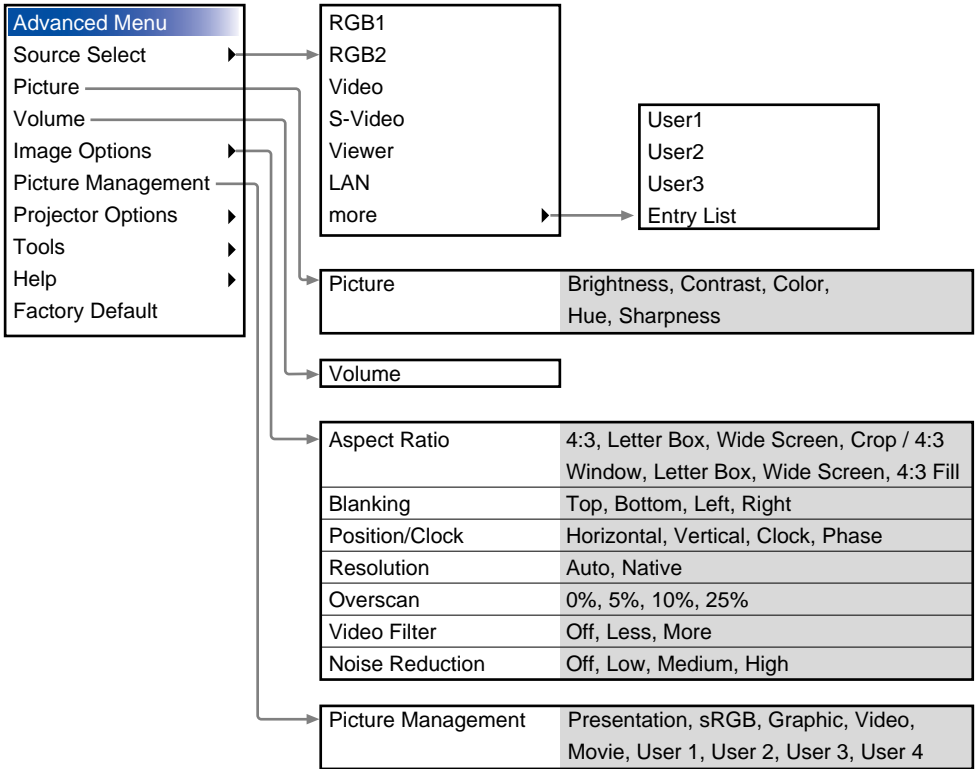 Advanced Menu
Source Select
Picture
Volume
Image Options
Picture Management
Projector Options
Tools
Help
Factory Default
RGB1
RGB2
Video
S-Video
Viewer
LAN
more
User1
User2
User3
Entry List
Picture Brightness, Contrast, Color,
Hue, Sharpness
Volume
Aspect Ratio 4:3, Letter Box, Wide Screen, Crop / 4:3
Window, Letter Box, Wide Screen, 4:3 Fill
Blanking Top, Bottom, Left, Right
Position/Clock Horizontal, Vertical, Clock, Phase
Resolution Auto, Native
Overscan 0%, 5%, 10%, 25%
Video Filter Off, Less, More
Noise Reduction Off, Low, Medium, High
Picture Management Presentation, sRGB, Graphic, Video,
Movie, User 1, User 2, User 3, User 4